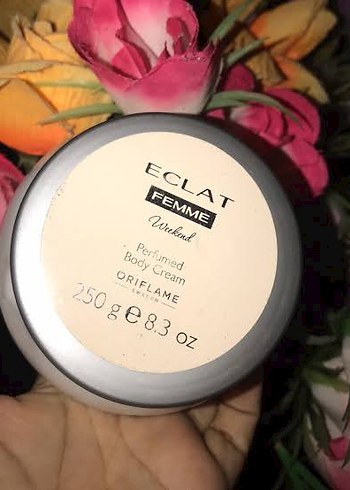 ECLAT
FEMME
Weekend
Perfumed
Body Cream
ORIFLAME
SWEDEN
250 g e 8.3 oz